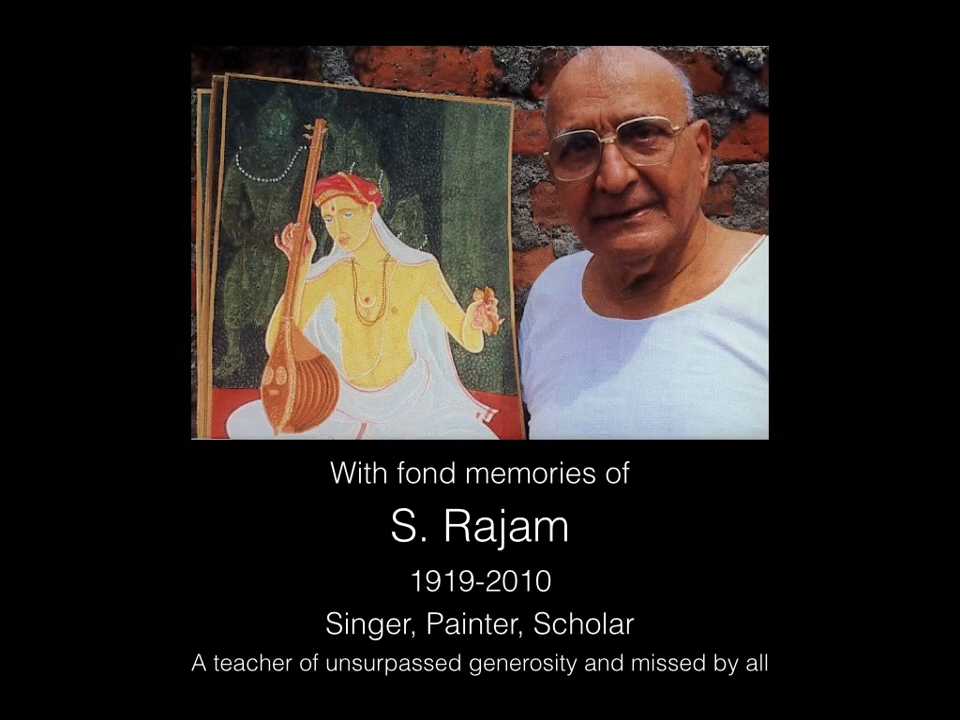 With fond memories of
S. Rajam
1919-2010
Singer, Painter, Scholar
A teacher of unsurpassed generosity and missed by all